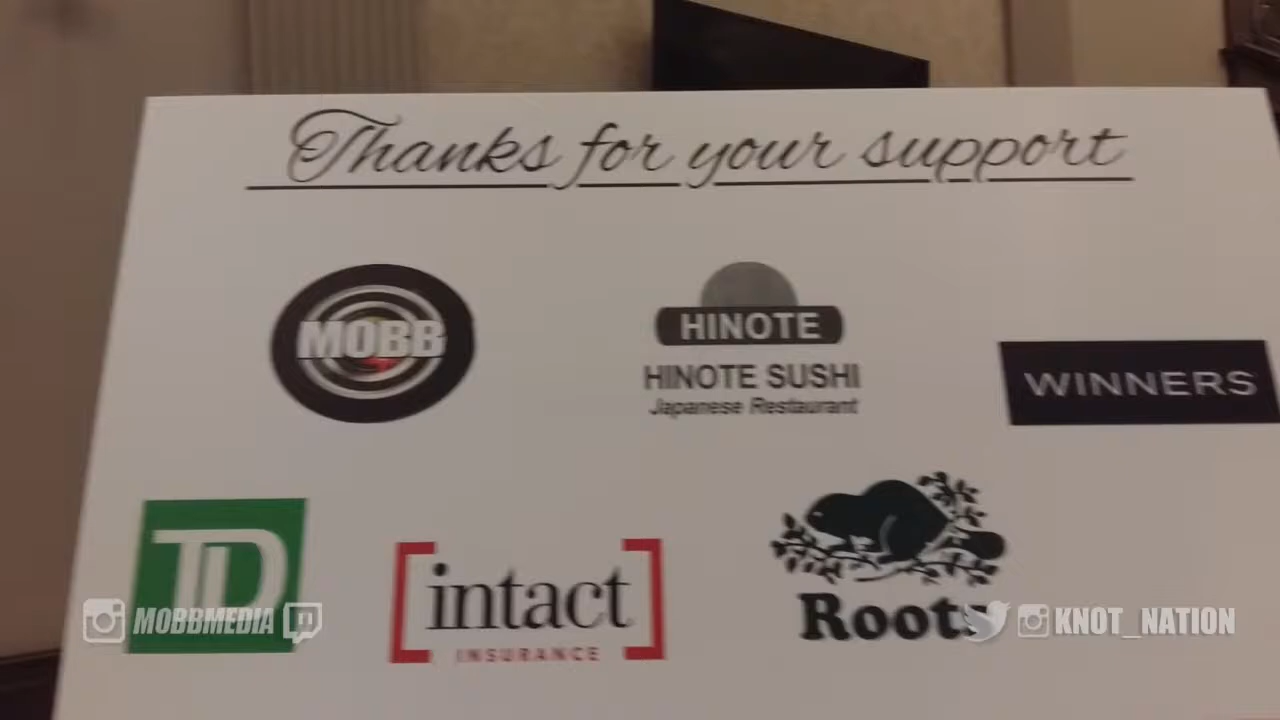 Thanks for your support
MOBB
HINOTE
HINOTE SUSHI
Japanese Restaurant
WINNERS
TD
intact
INSURANCE
Roots
MOBBMEDIA
KNOT_NATION